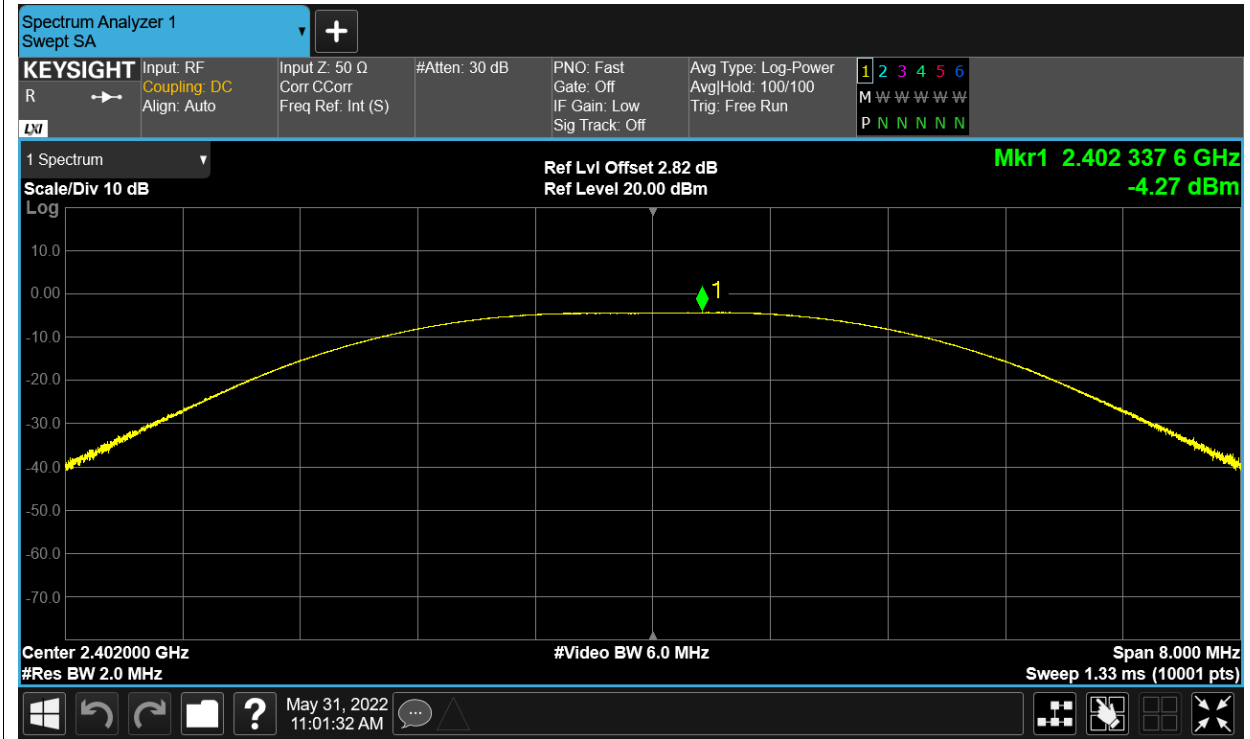 Spectrum Analyzer 1
Swept SA
+
KEYSIGHT
R
LXI
Input: RF
Coupling: DC
Align: Auto
Input Z: 50 Ω
Corr CCorr
Freq Ref: Int (S)
#Atten: 30 dB
PNO: Fast
Gate: Off
IF Gain: Low
Sig Track: Off
Avg Type: Log-Power
Avg|Hold: 100/100
Trig: Free Run
1 2 3 4 5 6
M W W W W W W
P N N N N N N
1 Spectrum
Scale/Div 10 dB
Log
Ref Lvl Offset 2.82 dB
Ref Level 20.00 dBm
Mkr1 2.402 337 6 GHz
-4.27 dBm
10.0
0.00
-10.0
-20.0
-30.0
-40.0
-50.0
-60.0
-70.0
1
Center 2.402000 GHz
#Res BW 2.0 MHz
#Video BW 6.0 MHz
Span 8.000 MHz
Sweep 1.33 ms (10001 pts)
?
May 31, 2022
11:01:32 AM